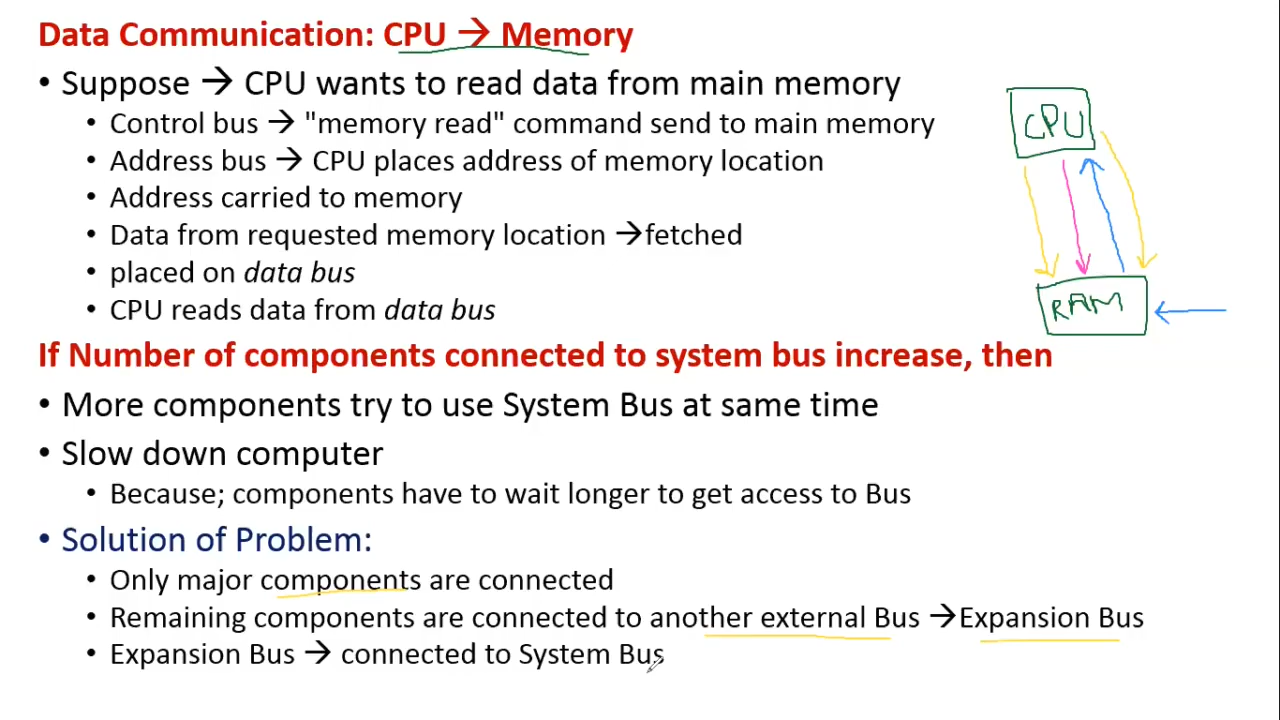 Data Communication: CPU → Memory
• Suppose → CPU wants to read data from main memory
• Control bus → "memory read" command send to main memory
• Address bus → CPU places address of memory location
• Address carried to memory
• Data from requested memory location →fetched
• placed on data bus
• CPU reads data from data bus
If Number of components connected to system bus increase, then
• More components try to use System Bus at same time
• Slow down computer
• Because; components have to wait longer to get access to Bus
• Solution of Problem:
• Only major components are connected
• Remaining components are connected to another external Bus →Expansion Bus
• Expansion Bus → connected to System Bus
CPU
RAM